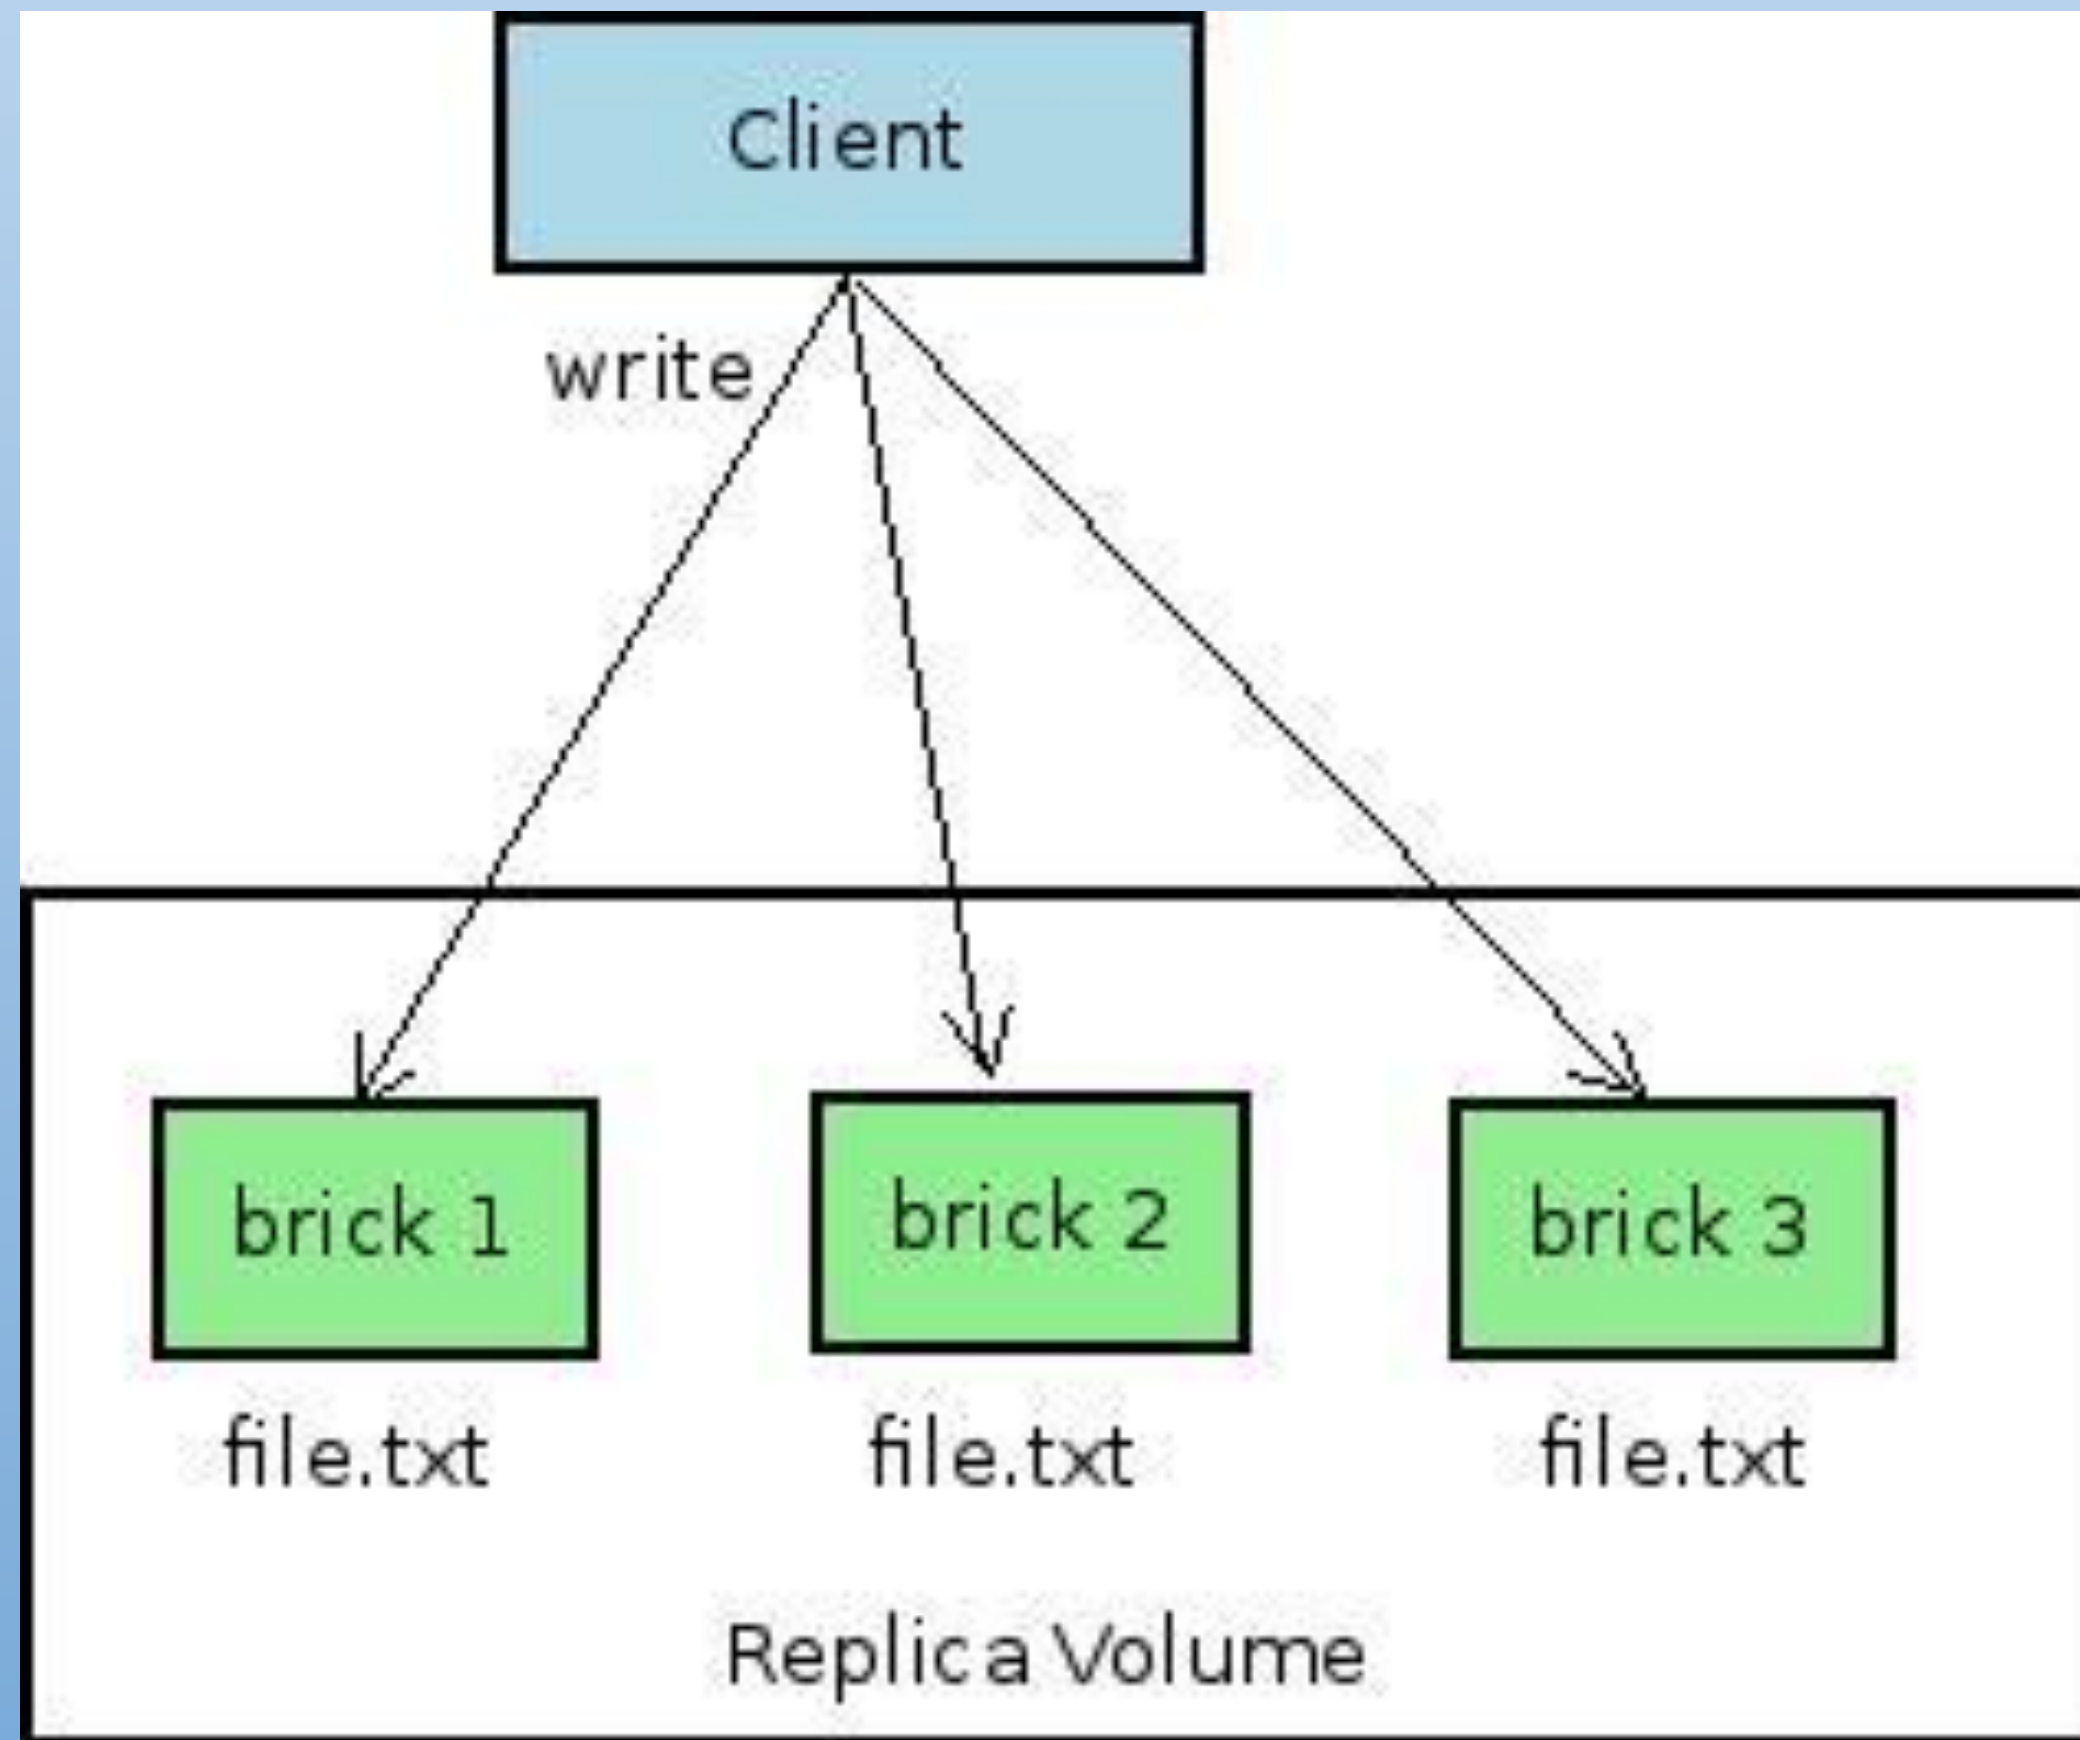 Client
write
brick 1
brick 2
brick 3
file.txt
file.txt
file.txt
Replica Volume